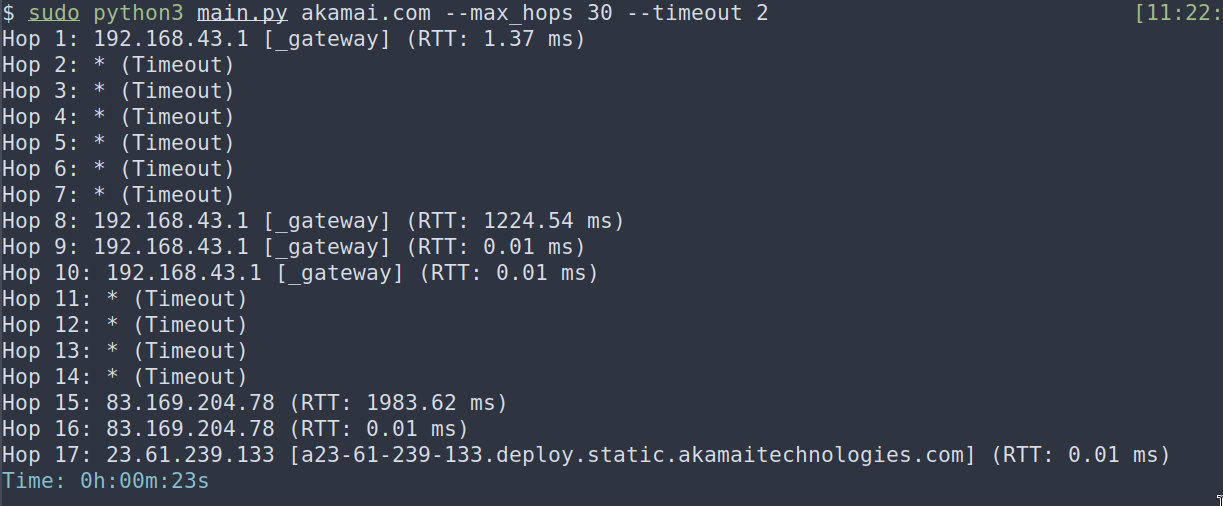 $ sudo python3 main.py akamai.com --max_hops 30 --timeout 2 [11:22:
Hop 1: 192.168.43.1 [_gateway] (RTT: 1.37 ms)
Hop 2: * (Timeout)
Hop 3: * (Timeout)
Hop 4: * (Timeout)
Hop 5: * (Timeout)
Hop 6: * (Timeout)
Hop 7: * (Timeout)
Hop 8: 192.168.43.1 [_gateway] (RTT: 1224.54 ms)
Hop 9: 192.168.43.1 [_gateway] (RTT: 0.01 ms)
Hop 10: 192.168.43.1 [_gateway] (RTT: 0.01 ms)
Hop 11: * (Timeout)
Hop 12: * (Timeout)
Hop 13: * (Timeout)
Hop 14: * (Timeout)
Hop 15: 83.169.204.78 (RTT: 1983.62 ms)
Hop 16: 83.169.204.78 (RTT: 0.01 ms)
Hop 17: 23.61.239.133 [a23-61-239-133.deploy.static.akamaitechnologies.com] (RTT: 0.01 ms)
Time: 0h:00m:23s